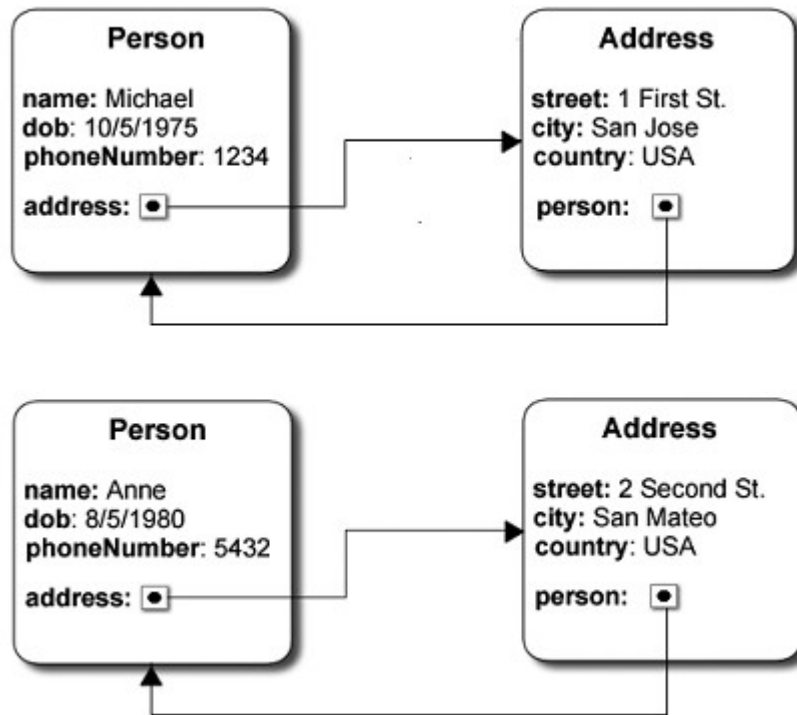 Person
name: Michael
dob: 10/5/1975
phoneNumber: 1234
address:
Address
street: 1 First St.
city: San Jose
country: USA
person:
Person
name: Anne
dob: 8/5/1980
phoneNumber: 5432
address:
Address
street: 2 Second St.
city: San Mateo
country: USA
person: